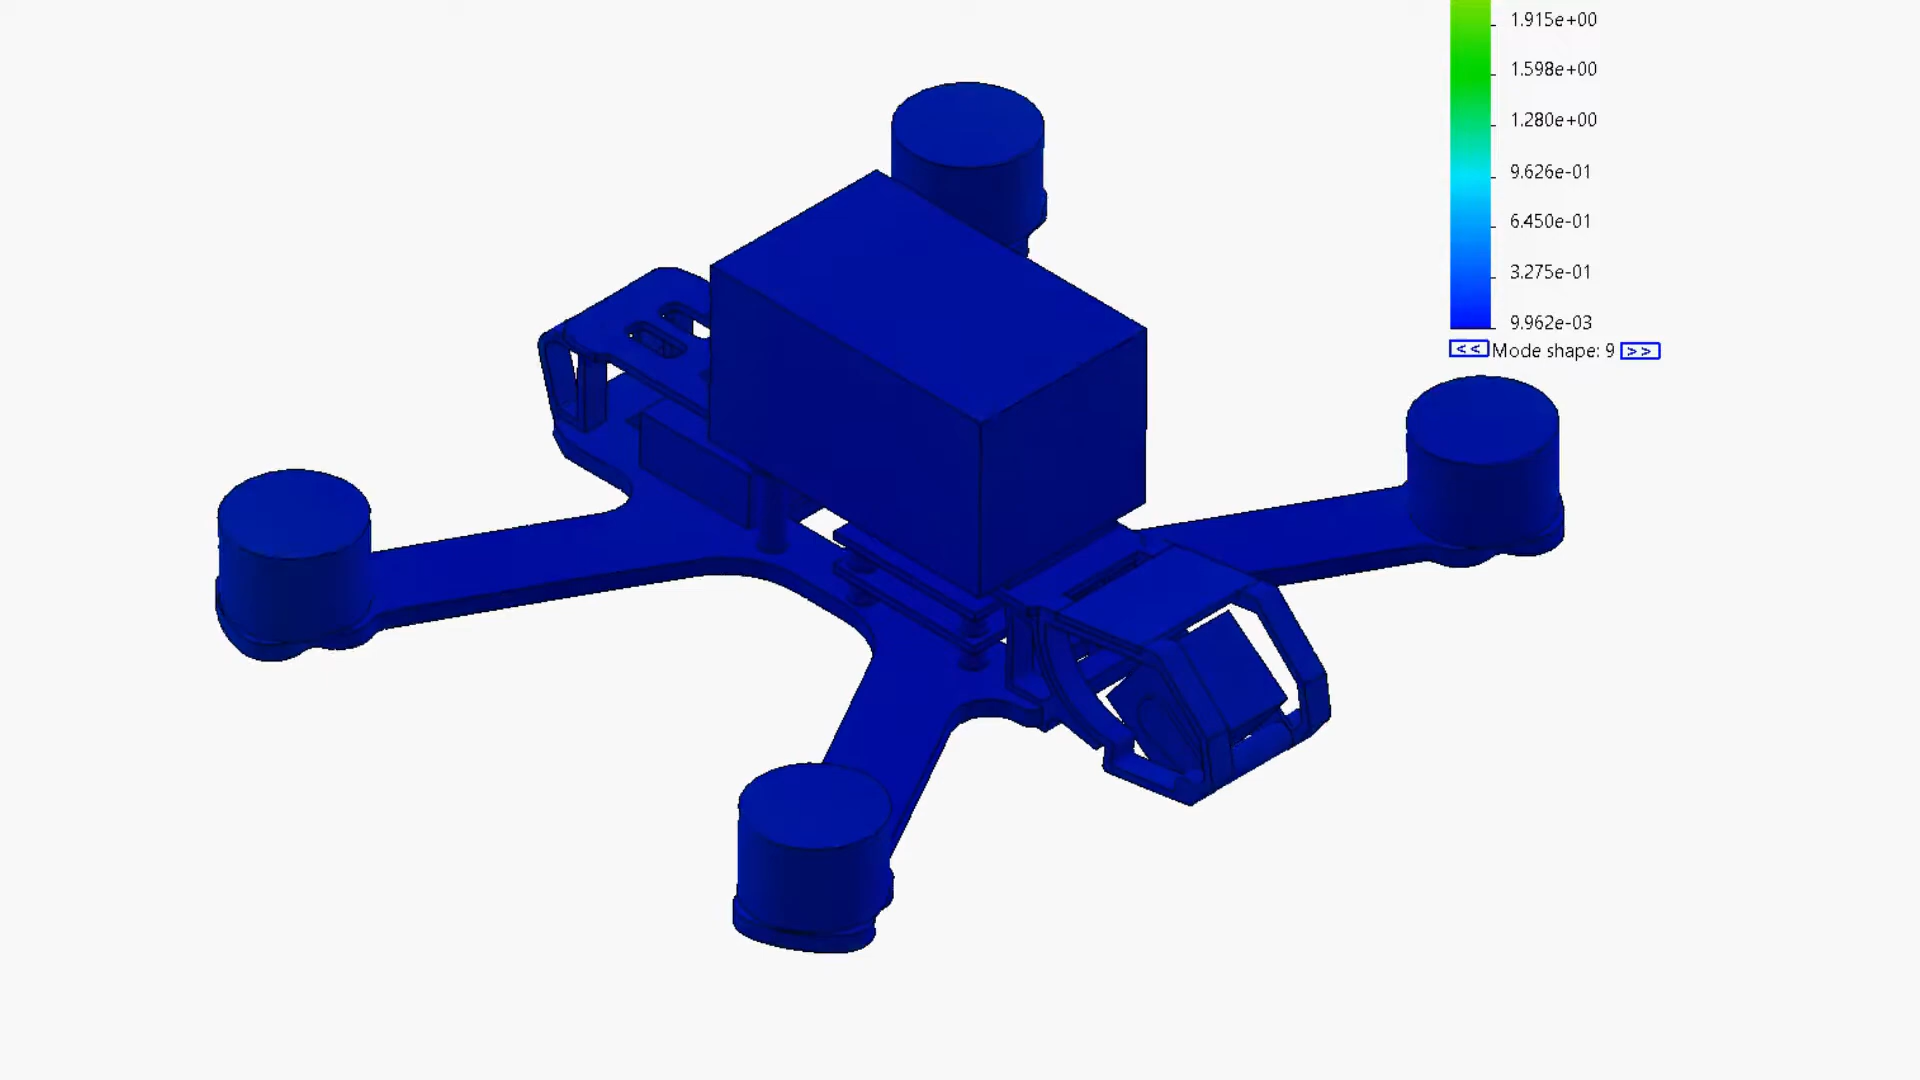 1.915e+00
1.598e+00
1.280e+00
9.626e-01
6.450e-01
3.275e-01
9.962e-03
<< Mode shape: 9 >>